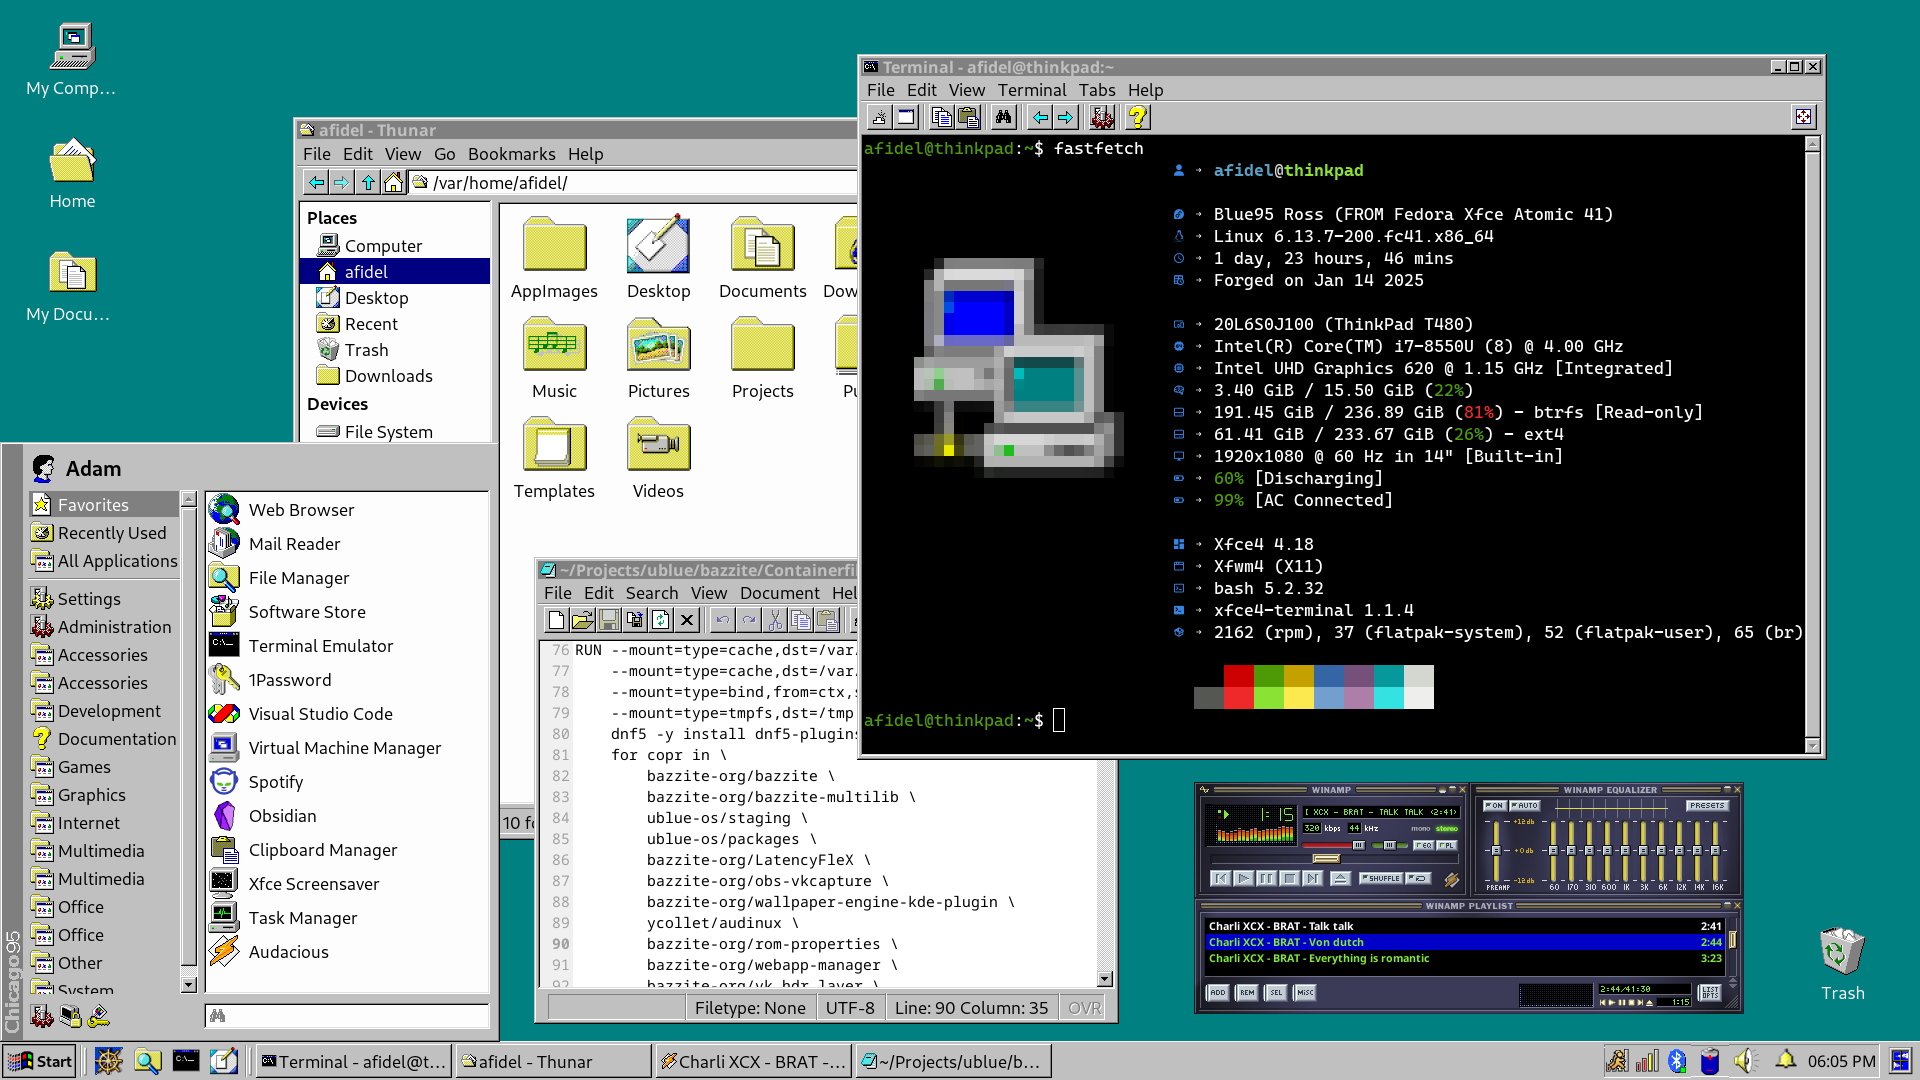 My Comp...
Home
My Docu...
afidel - Thunar
File Edit View Go Bookmarks Help
/var/home/afidel/
Places
Computer
afidel
Desktop
Recent
Trash
Downloads
Devices
File System
AppImages
Desktop
Documents
Music
Pictures
Projects
Templates
Videos
Terminal - afidel@thinkpad:~
File Edit View Terminal Tabs Help
afidel@thinkpad:~$ fastfetch
afidel@thinkpad
Blue95 Ross (FROM Fedora Xfce Atomic 41)
Linux 6.13.7-200.fc41.x86_64
1 day, 23 hours, 46 mins
Forged on Jan 14 2025
20L6S0J100 (ThinkPad T480)
Intel(R) Core(TM) i7-8550U (8) @ 4.00 GHz
Intel UHD Graphics 620 @ 1.15 GHz [Integrated]
3.40 GiB / 15.50 GiB (22%)
191.45 GiB / 236.89 GiB (81%) - btrfs [Read-only]
61.41 GiB / 233.67 GiB (26%) - ext4
1920x1080 @ 60 Hz in 14" [Built-in]
60% [Discharging]
99% [AC Connected]
Xfce4 4.18
Xfwm4 (X11)
bash 5.2.32
xfce4-terminal 1.1.4
2162 (rpm), 37 (flatpak-system), 52 (flatpak-user), 65 (br)
afidel@thinkpad:~$
Adam
Favorites
Recently Used
All Applications
Settings
Administration
Accessories
Accessories
Development
Documentation
Games
Graphics
Internet
Multimedia
Multimedia
Office
Office
Other
System
Chicago95
Web Browser
Mail Reader
File Manager
Software Store
Terminal Emulator
1Password
Visual Studio Code
Virtual Machine Manager
Spotify
Obsidian
Clipboard Manager
Xfce Screensaver
Task Manager
Audacious
~/Projects/ublue/bazzite/Containerfi
File Edit Search View Document Hel
76 RUN --mount=type=cache,dst=/var
77 --mount=type=cache,dst=/var
78 --mount=type=bind,from=ctx,s
79 --mount=type=tmpfs,dst=/tmp
80 dnf5 -y install dnf5-plugins
81 for copr in \
82 bazzite-org/bazzite \
83 bazzite-org/bazzite-multilib \
84 ublue-os/staging \
85 ublue-os/packages \
86 bazzite-org/LatencyFleX \
87 bazzite-org/obs-vkcapture \
88 bazzite-org/wallpaper-engine-kde-plugin \
89 ycollet/audinux \
90 bazzite-org/rom-properties \
91 bazzite-org/webapp-manager \
92 bazzite-org/vk_hdr_layer \
Filetype: None UTF-8 Line: 90 Column: 35 OVR
10 fo
WINAMP
1:15
[ XCX - BRAT - TALK TALK <2:41>
320 kbps 44 kHz mono stereo
EQ PL
SHUFFLE
WINAMP EQUALIZER
ON AUTO PRESETS
+12 db
+0 db
-12 db
PREAMP 60 170 310 600 1K 3K 6K 12K 14K 16K
WINAMP PLAYLIST
Charli XCX - BRAT - Talk talk 2:41
Charli XCX - BRAT - Von dutch 2:44
Charli XCX - BRAT - Everything is romantic 3:23
ADD REM SEL MISC
2:44/41:30
1:15
LIST OPTS
Trash
Start
Terminal - afidel@t...
afidel - Thunar
Charli XCX - BRAT -...
~/Projects/ublue/b...
06:05 PM